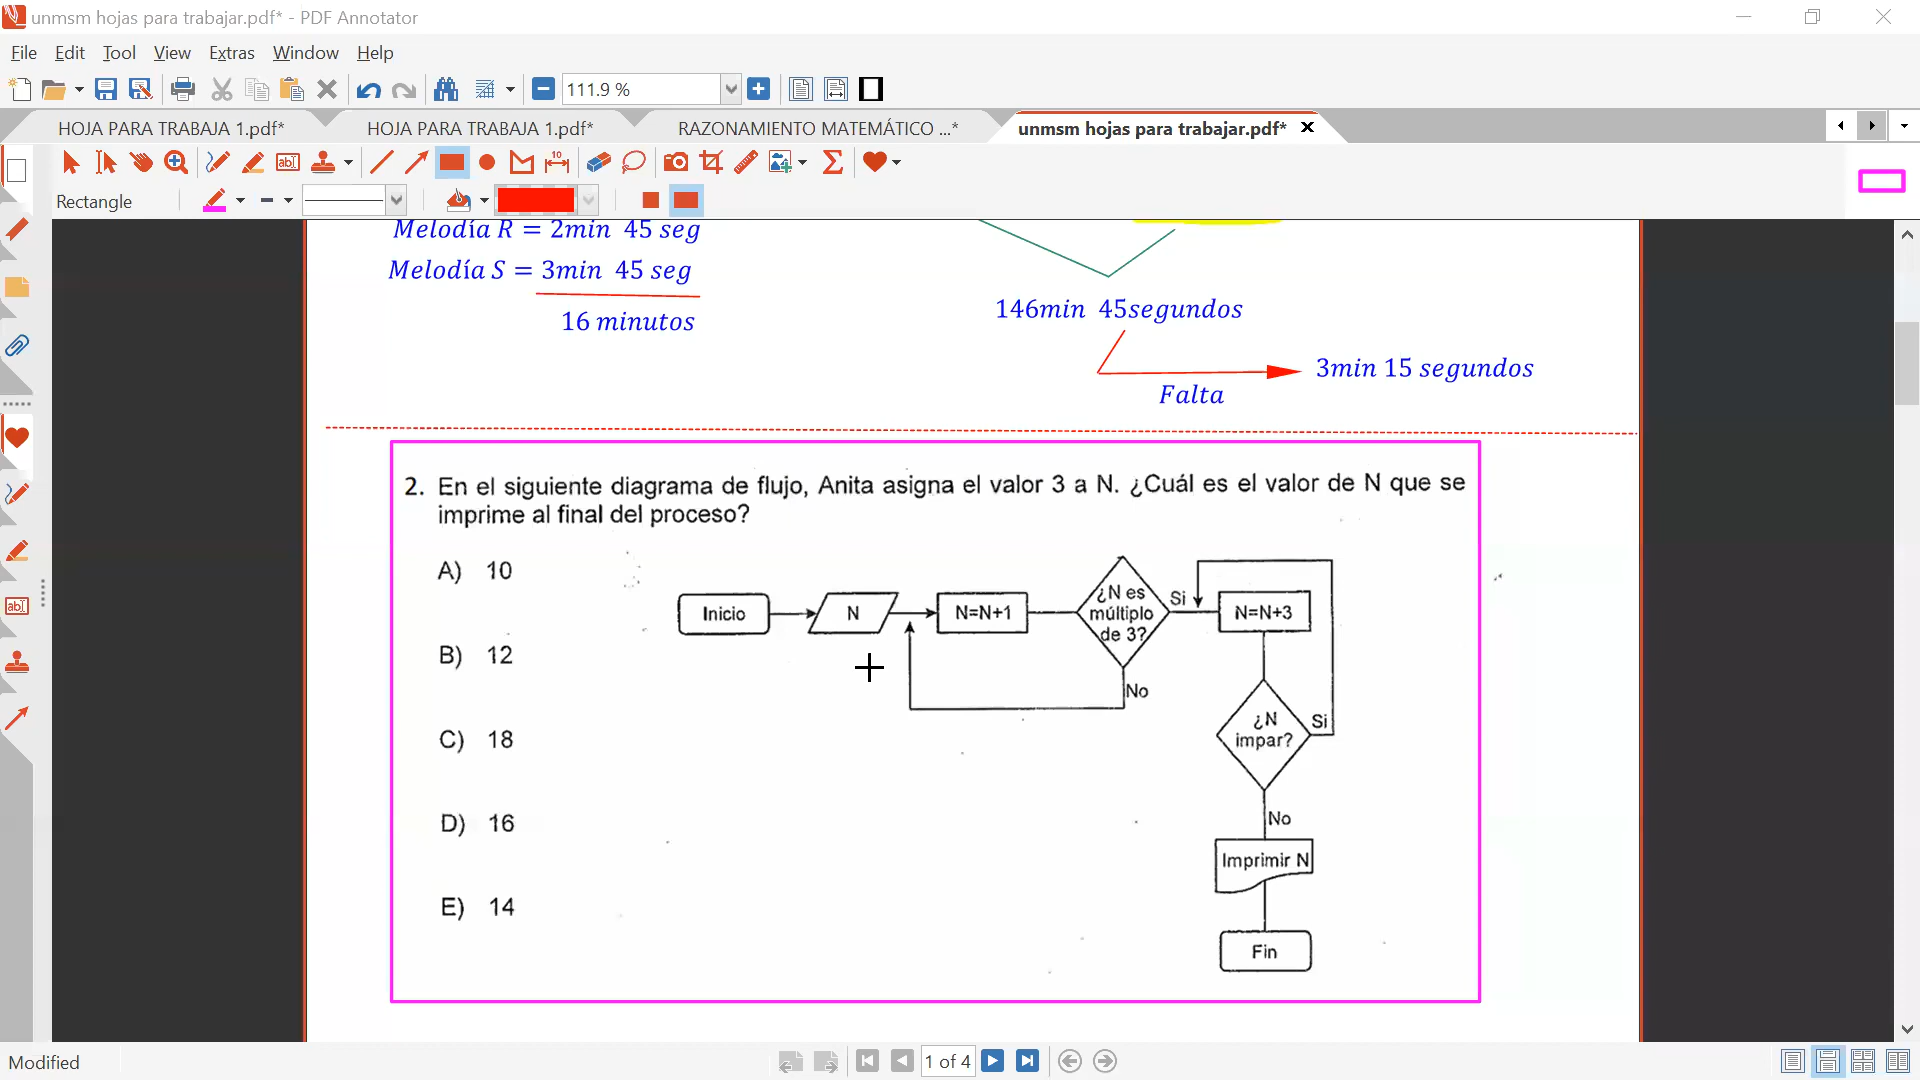 unmsm hojas para trabajar.pdf* - PDF Annotator
File Edit Tool View Extras Window Help
111.9 %
HOJA PARA TRABAJA 1.pdf* HOJA PARA TRABAJA 1.pdf* RAZONAMIENTO MATEMÁTICO ...* unmsm hojas para trabajar.pdf*
Rectangle
Melodía R = 2min 45 seg
Melodía S = 3min 45 seg
16 minutos
146min 45segundos
3min 15 segundos
Falta
2. En el siguiente diagrama de flujo, Anita asigna el valor 3 a N. ¿Cuál es el valor de N que se
imprime al final del proceso?
A) 10
B) 12
C) 18
D) 16
E) 14
Inicio
N
N=N+1
¿N es
múltiplo
de 3?
Si
N=N+3
No
¿N
impar?
Si
No
Imprimir N
Fin
Modified
1 of 4